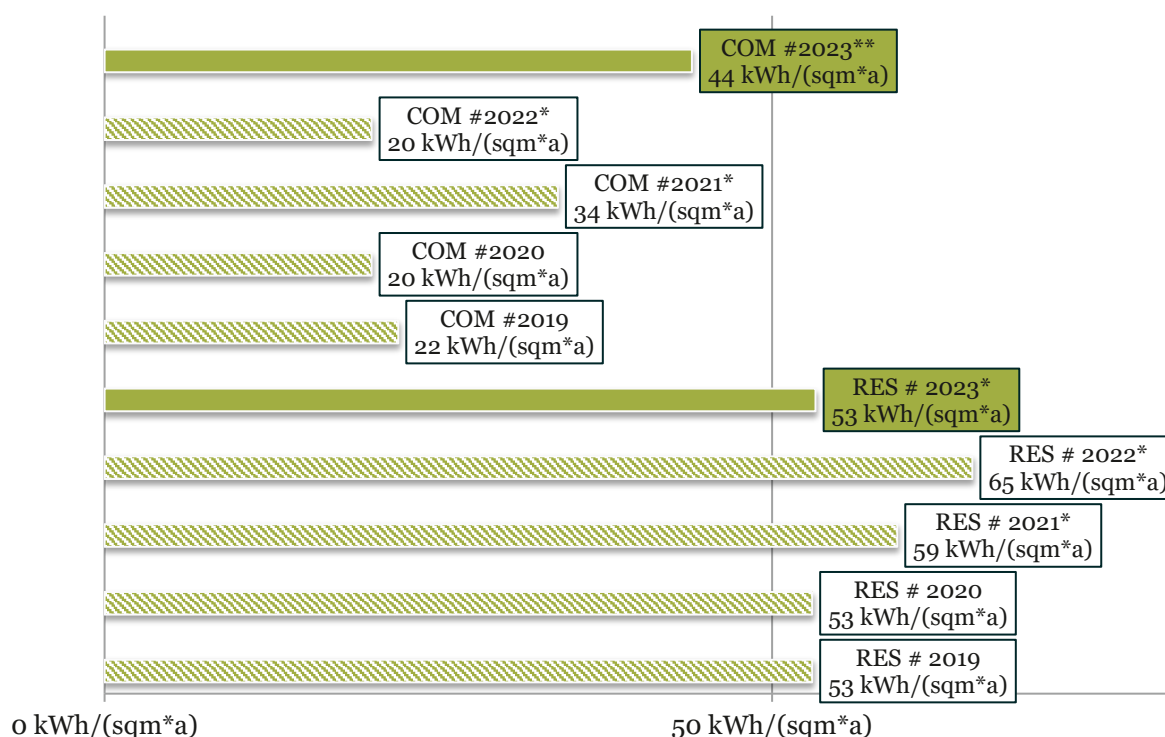 COM #2023**
44 kWh/(sqm*a)
COM #2022*
20 kWh/(sqm*a)
COM #2021*
34 kWh/(sqm*a)
COM #2020
20 kWh/(sqm*a)
COM #2019
22 kWh/(sqm*a)
RES # 2023*
53 kWh/(sqm*a)
RES # 2022*
65 kWh/(sqm*a)
RES # 2021*
59 kWh/(sqm*a)
RES # 2020
53 kWh/(sqm*a)
RES # 2019
53 kWh/(sqm*a)
0 kWh/(sqm*a)
50 kWh/(sqm*a)